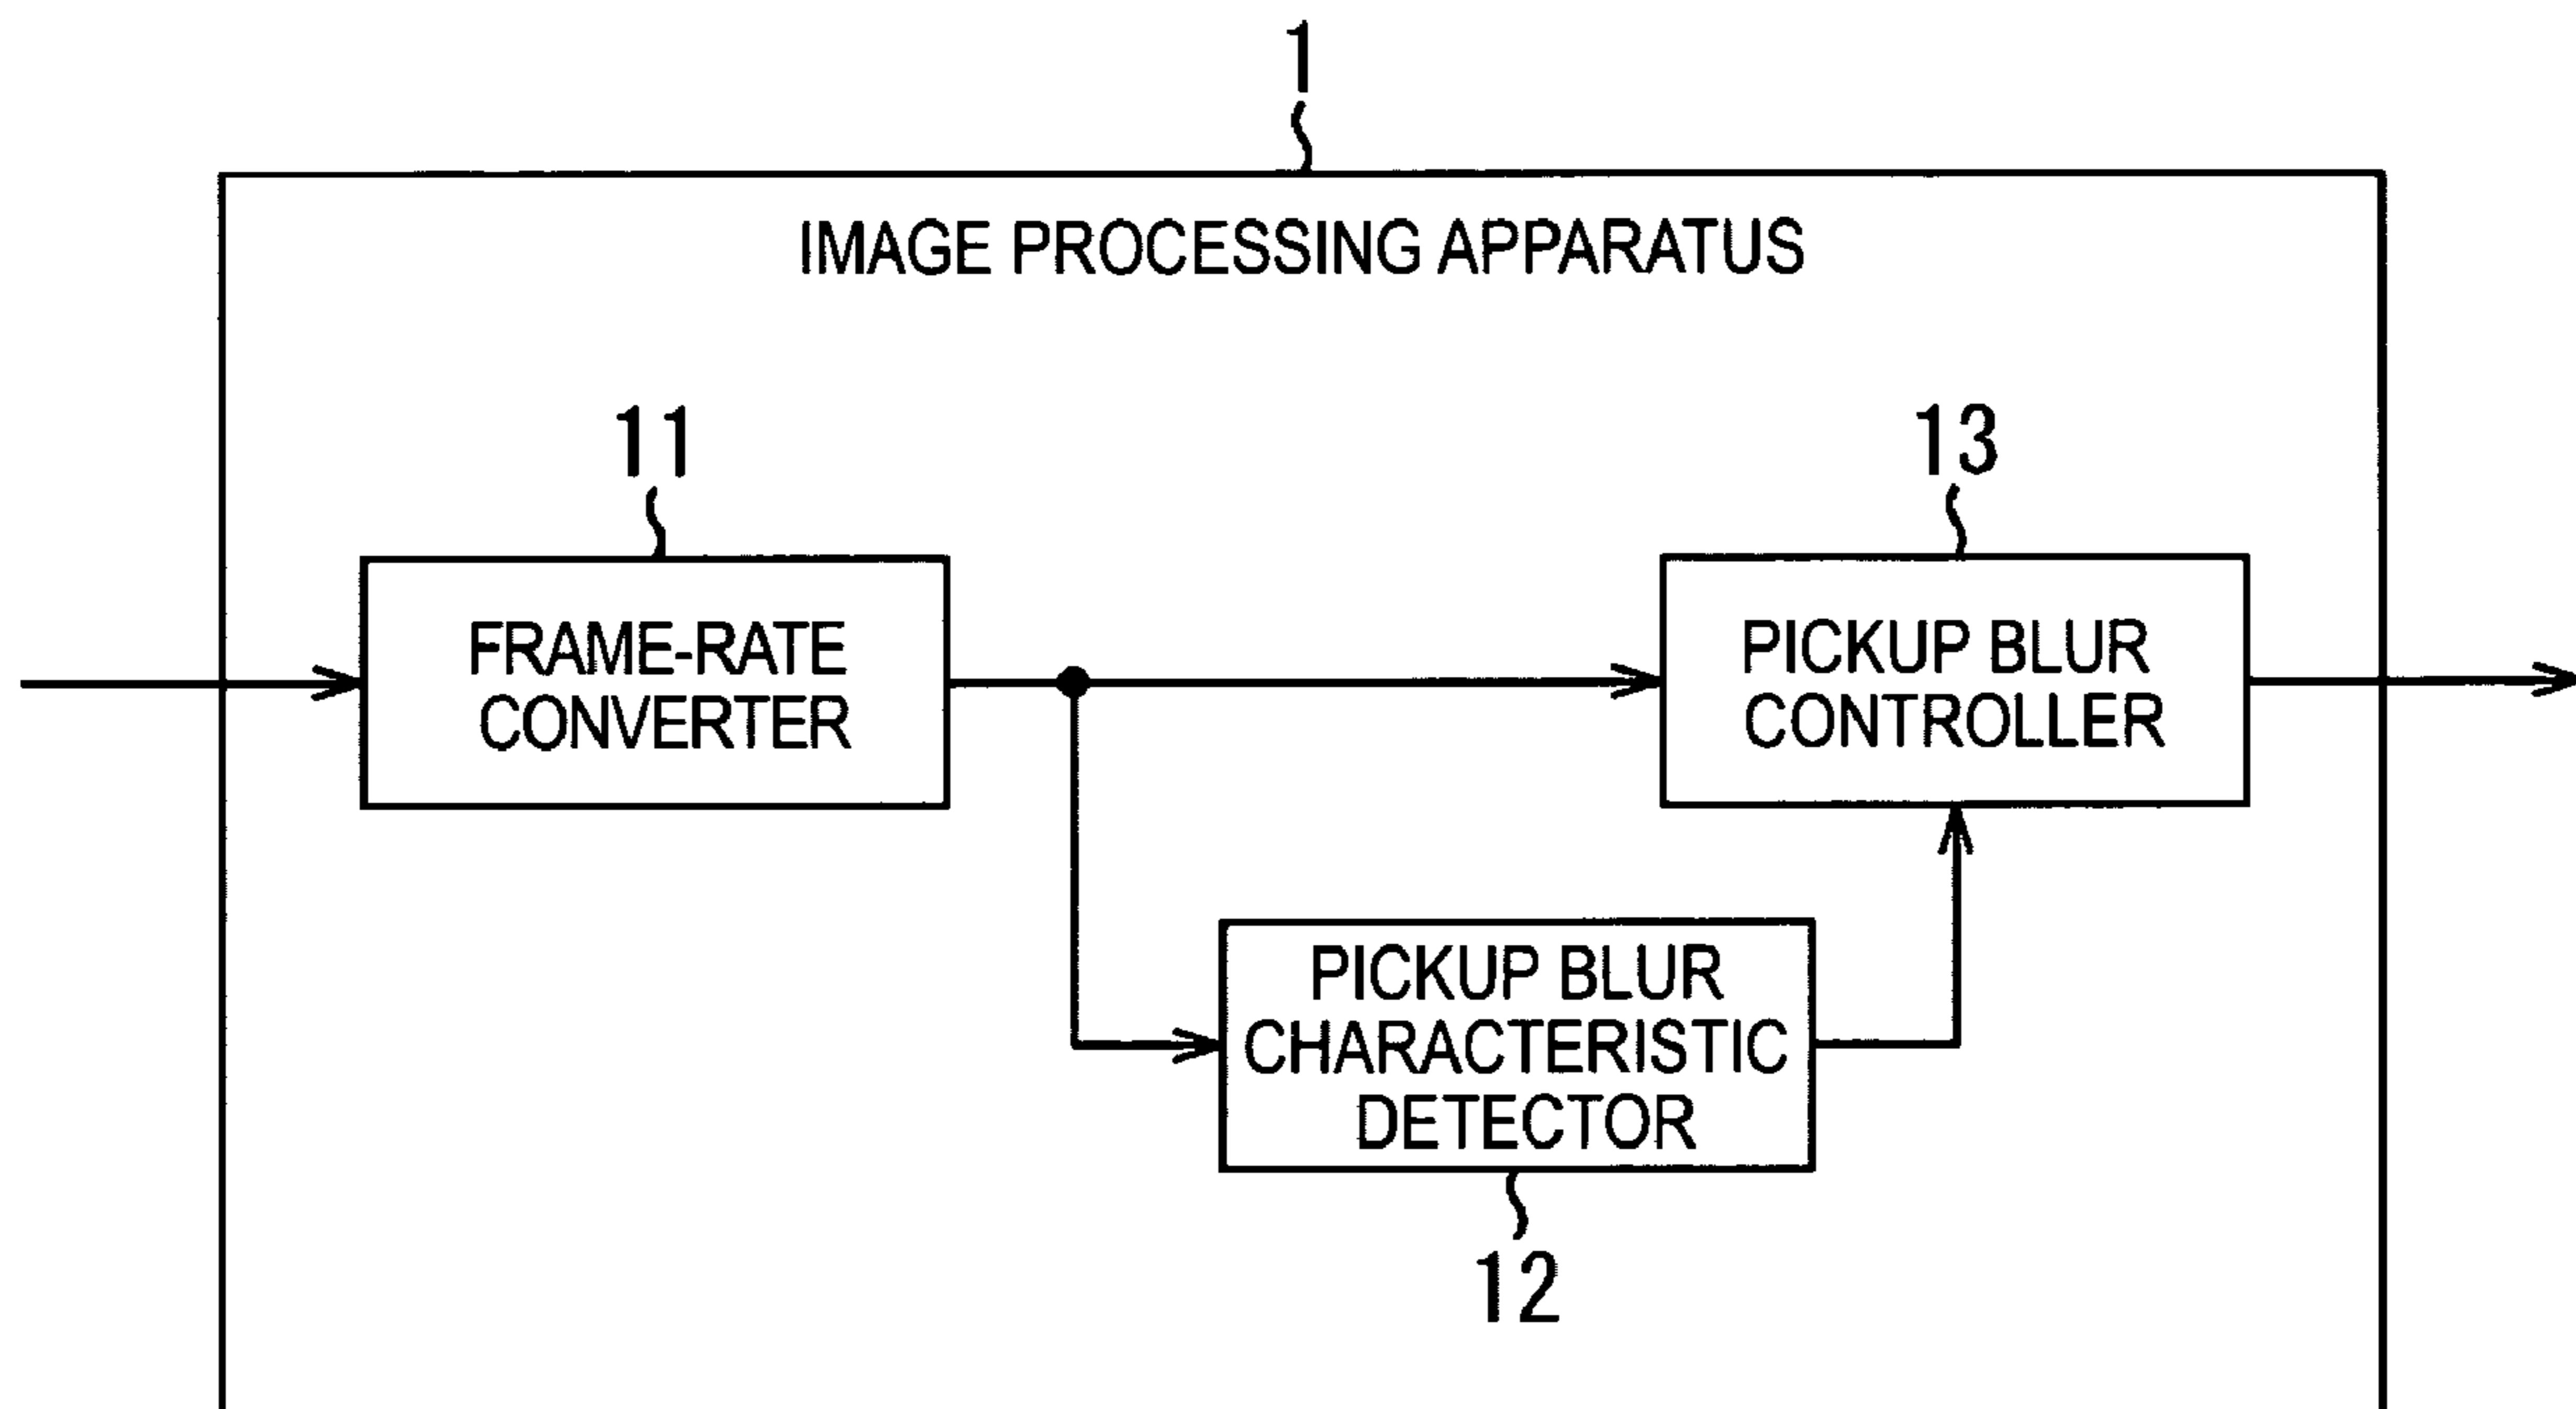 1
IMAGE PROCESSING APPARATUS
11
13
FRAME-RATE
CONVERTER
PICKUP BLUR
CONTROLLER
PICKUP BLUR
CHARACTERISTIC
DETECTOR
12